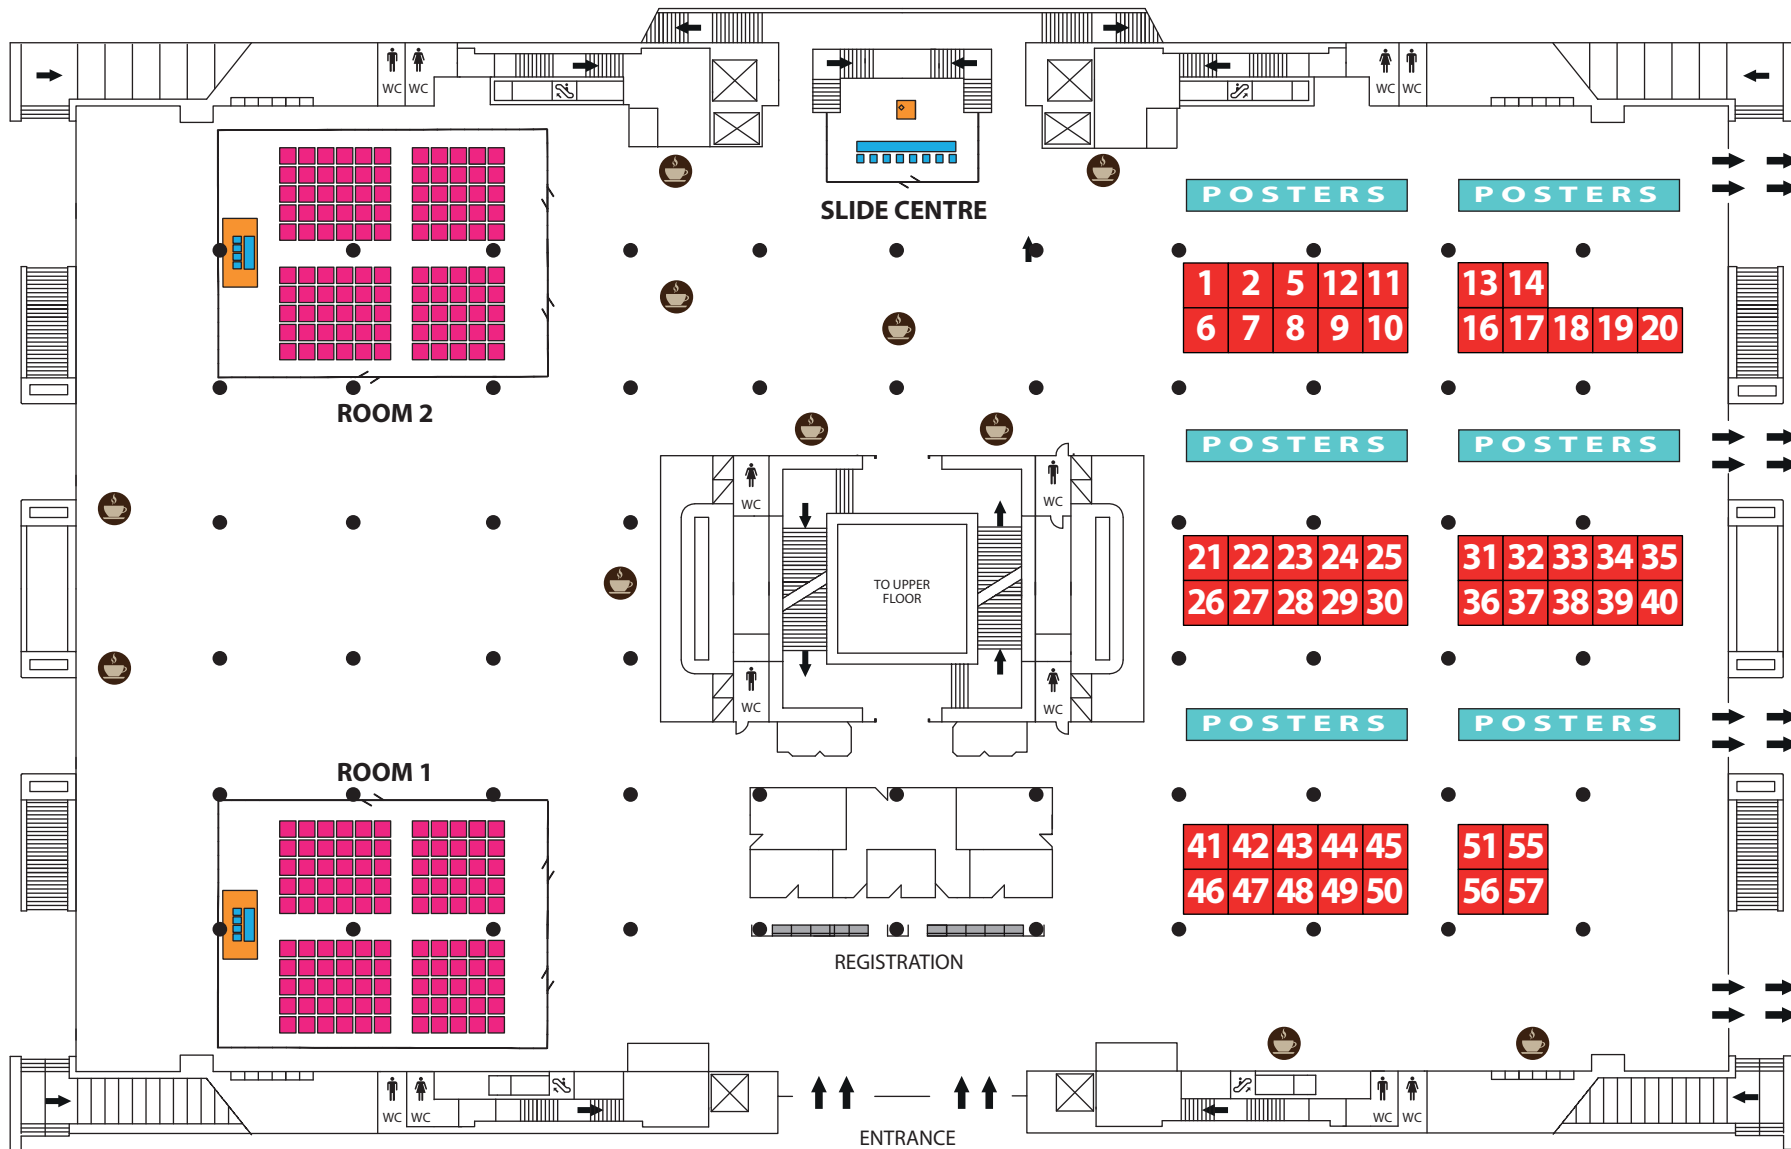 WC WC
WC WC
SLIDE CENTRE
POSTERS POSTERS
1 2 5 12 11 13 14
6 7 8 9 10 16 17 18 19 20
ROOM 2
POSTERS POSTERS
WC WC
21 22 23 24 25 31 32 33 34 35
TO UPPER
FLOOR
26 27 28 29 30 36 37 38 39 40
WC WC
POSTERS POSTERS
ROOM 1
41 42 43 44 45 51 55
46 47 48 49 50 56 57
REGISTRATION
WC WC
WC WC
ENTRANCE